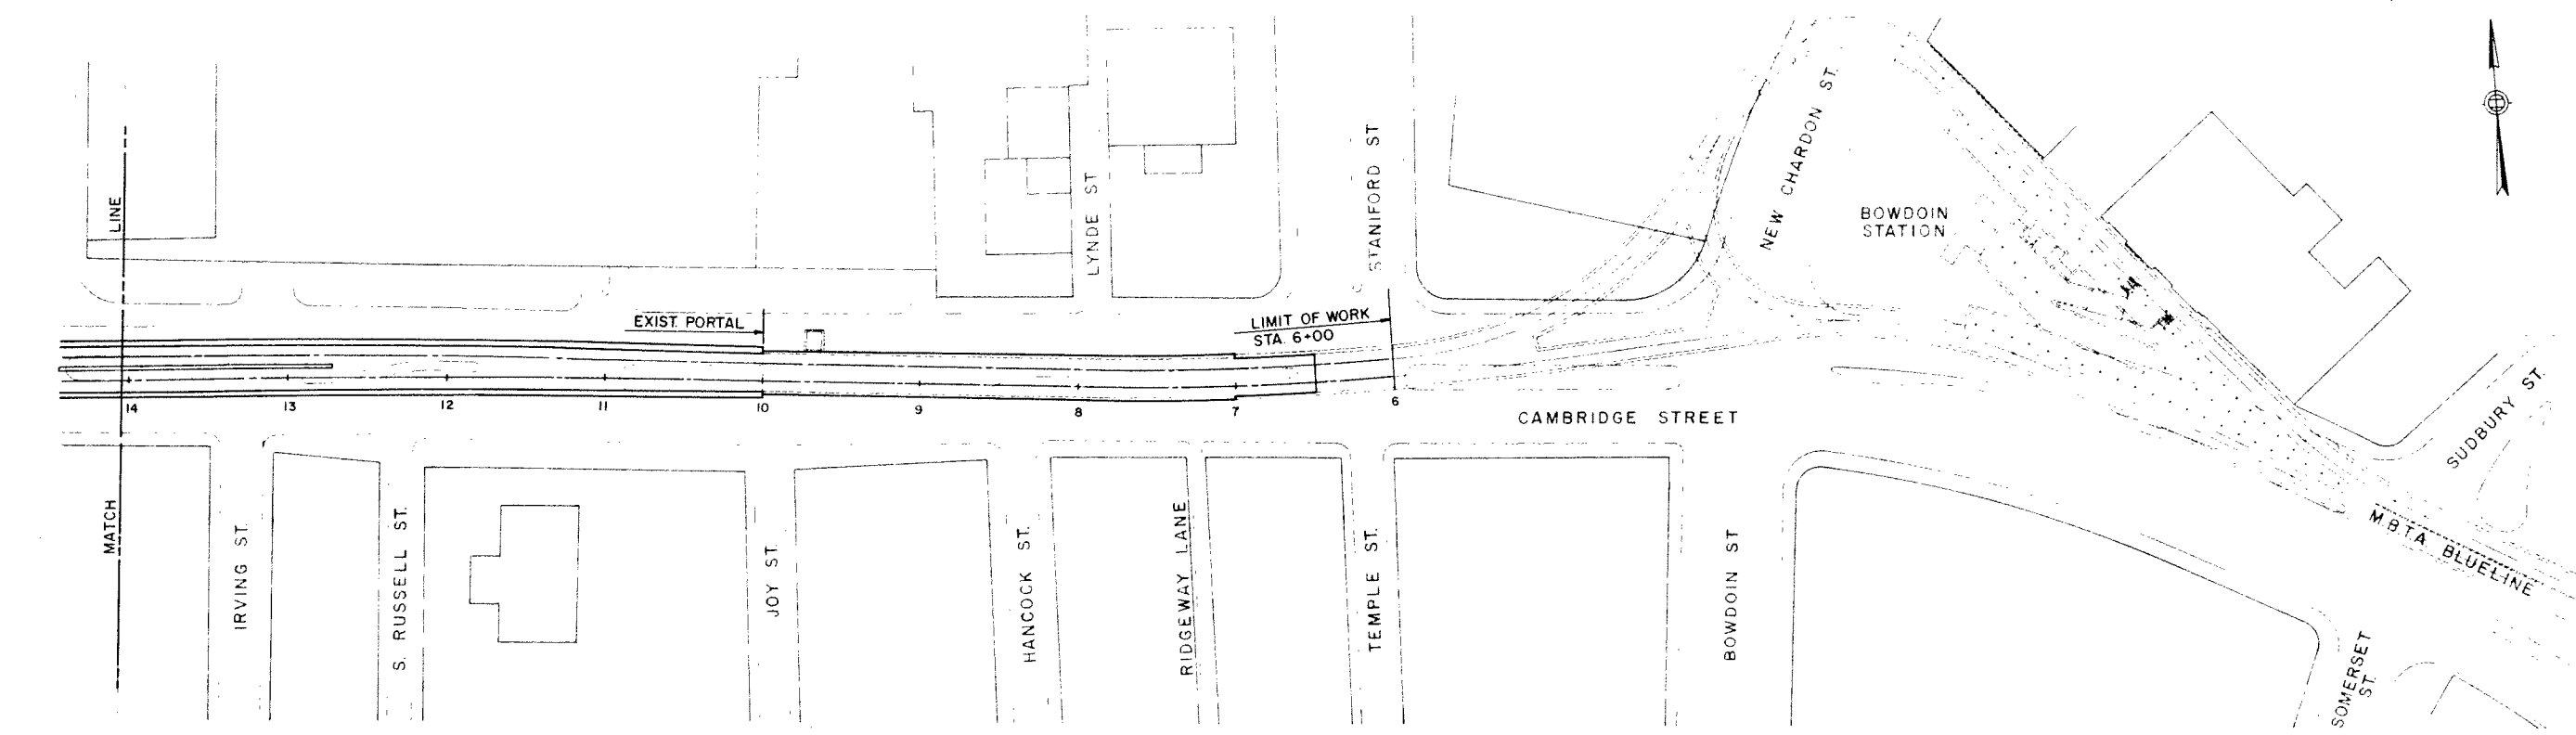 LINE
MATCH
EXIST. PORTAL
LYNDE ST
STANIFORD ST
LIMIT OF WORK
STA. 6+00
NEW CHARDON ST.
BOWDOIN
STATION
14
13
12
11
10
9
8
7
6
CAMBRIDGE STREET
SUDBURY ST.
M.B.T.A. BLUELINE
IRVING ST.
S. RUSSELL ST.
JOY ST.
HANCOCK ST.
RIDGEWAY LANE
TEMPLE ST.
BOWDOIN ST
SOMERSET
ST.